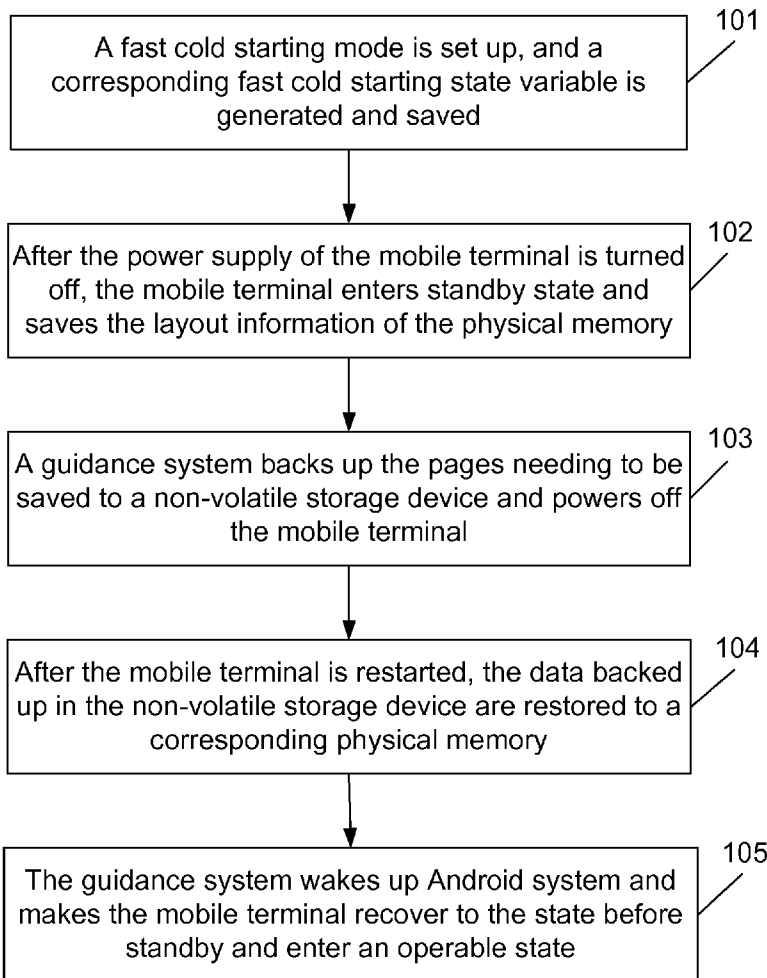 101
A fast cold starting mode is set up, and a
corresponding fast cold starting state variable is
generated and saved
102
After the power supply of the mobile terminal is turned
off, the mobile terminal enters standby state and
saves the layout information of the physical memory
103
A guidance system backs up the pages needing to be
saved to a non-volatile storage device and powers off
the mobile terminal
104
After the mobile terminal is restarted, the data backed
up in the non-volatile storage device are restored to a
corresponding physical memory
105
The guidance system wakes up Android system and
makes the mobile terminal recover to the state before
standby and enter an operable state